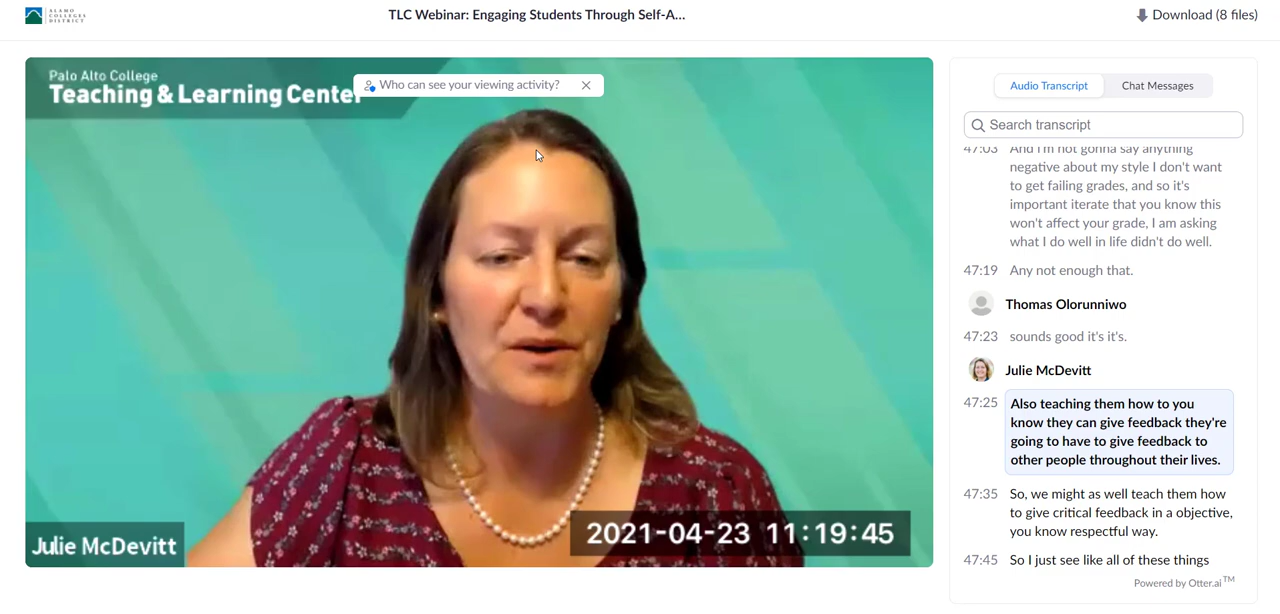 ALAMO
COLLEGES
DISTRICT
TLC Webinar: Engaging Students Through Self-A...
Download (8 files)
Palo Alto College
Teaching & Learning Center
Who can see your viewing activity?
Julie McDevitt
2021-04-23 11:19:45
Audio Transcript
Chat Messages
Search transcript
47:03 And I'm not gonna say anything
negative about my style I don't want
to get failing grades, and so it's
important iterate that you know this
won't affect your grade, I am asking
what I do well in life didn't do well.
47:19 Any not enough that.
Thomas Olorunniwo
47:23 sounds good it's it's.
Julie McDevitt
47:25 Also teaching them how to you
know they can give feedback they're
going to have to give feedback to
other people throughout their lives.
47:35 So, we might as well teach them how
to give critical feedback in a objective,
you know respectful way.
47:45 So I just see like all of these things
Powered by Otter.ai™